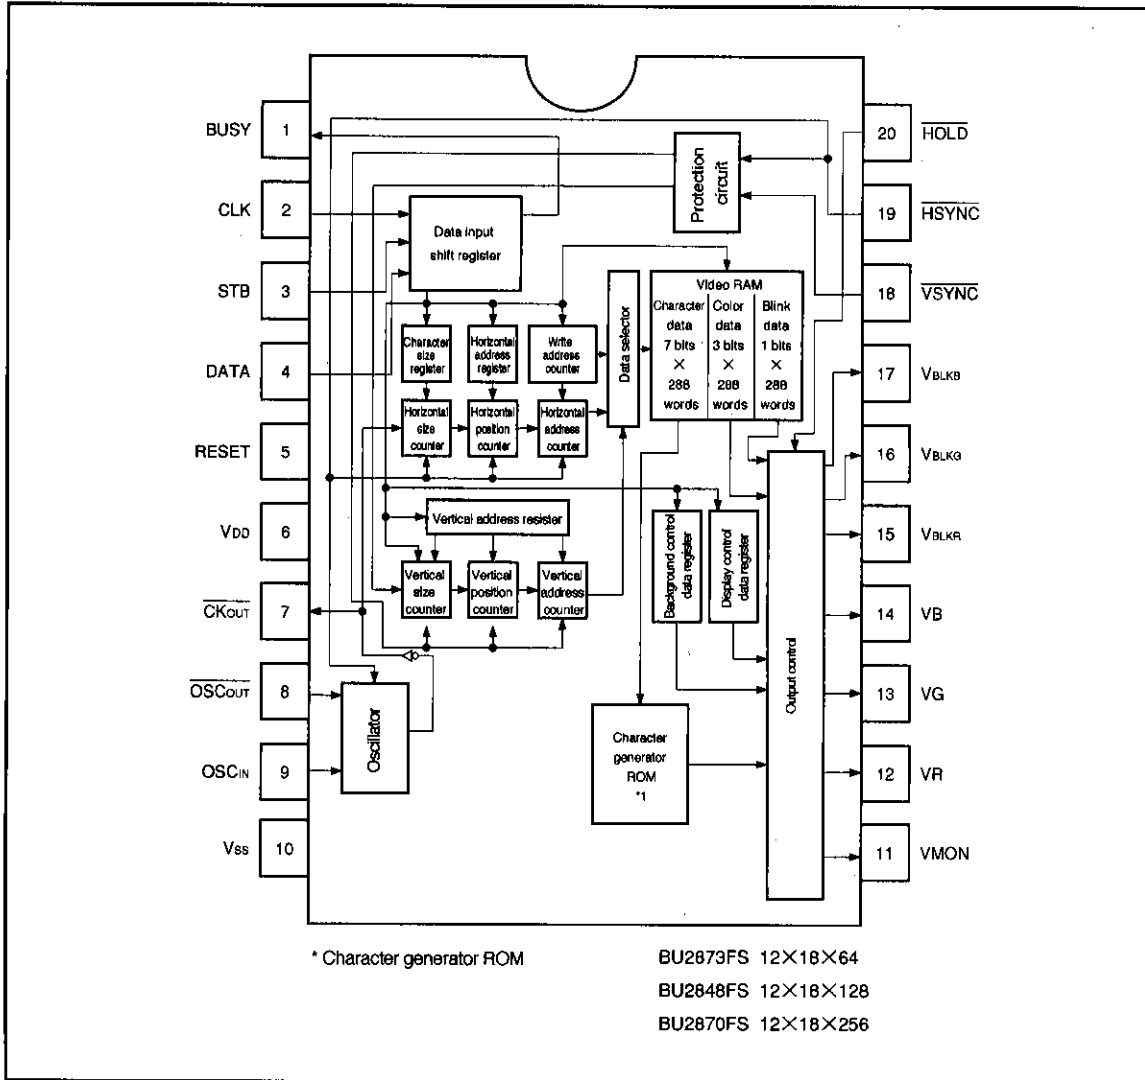 BUSY 1
CLK 2
STB 3
DATA 4
RESET 5
VDD 6
CKOUT 7
OSCOUT 8
OSCIN 9
VSS 10
20 HOLD
19 HSYNC
18 VSYNC
17 VBLKB
16 VBLKG
15 VBLKR
14 VB
13 VG
12 VR
11 VMON
Protection
circuit
Data input
shift register
Character
size
register
Horizontal
address
register
Write
address
counter
Data selector
Video RAM
Character
data
7 bits
×
288
words
Color
data
3 bits
×
288
words
Blink
data
1 bits
×
288
words
Horizontal
size
counter
Horizontal
position
counter
Horizontal
address
counter
Vertical address resister
Vertical
size
counter
Vertical
position
counter
Vertical
address
counter
Background control
data register
Display control
data register
Output control
Oscillator
Character
generator
ROM
*1
* Character generator ROM
BU2873FS 12×18×64
BU2848FS 12×18×128
BU2870FS 12×18×256